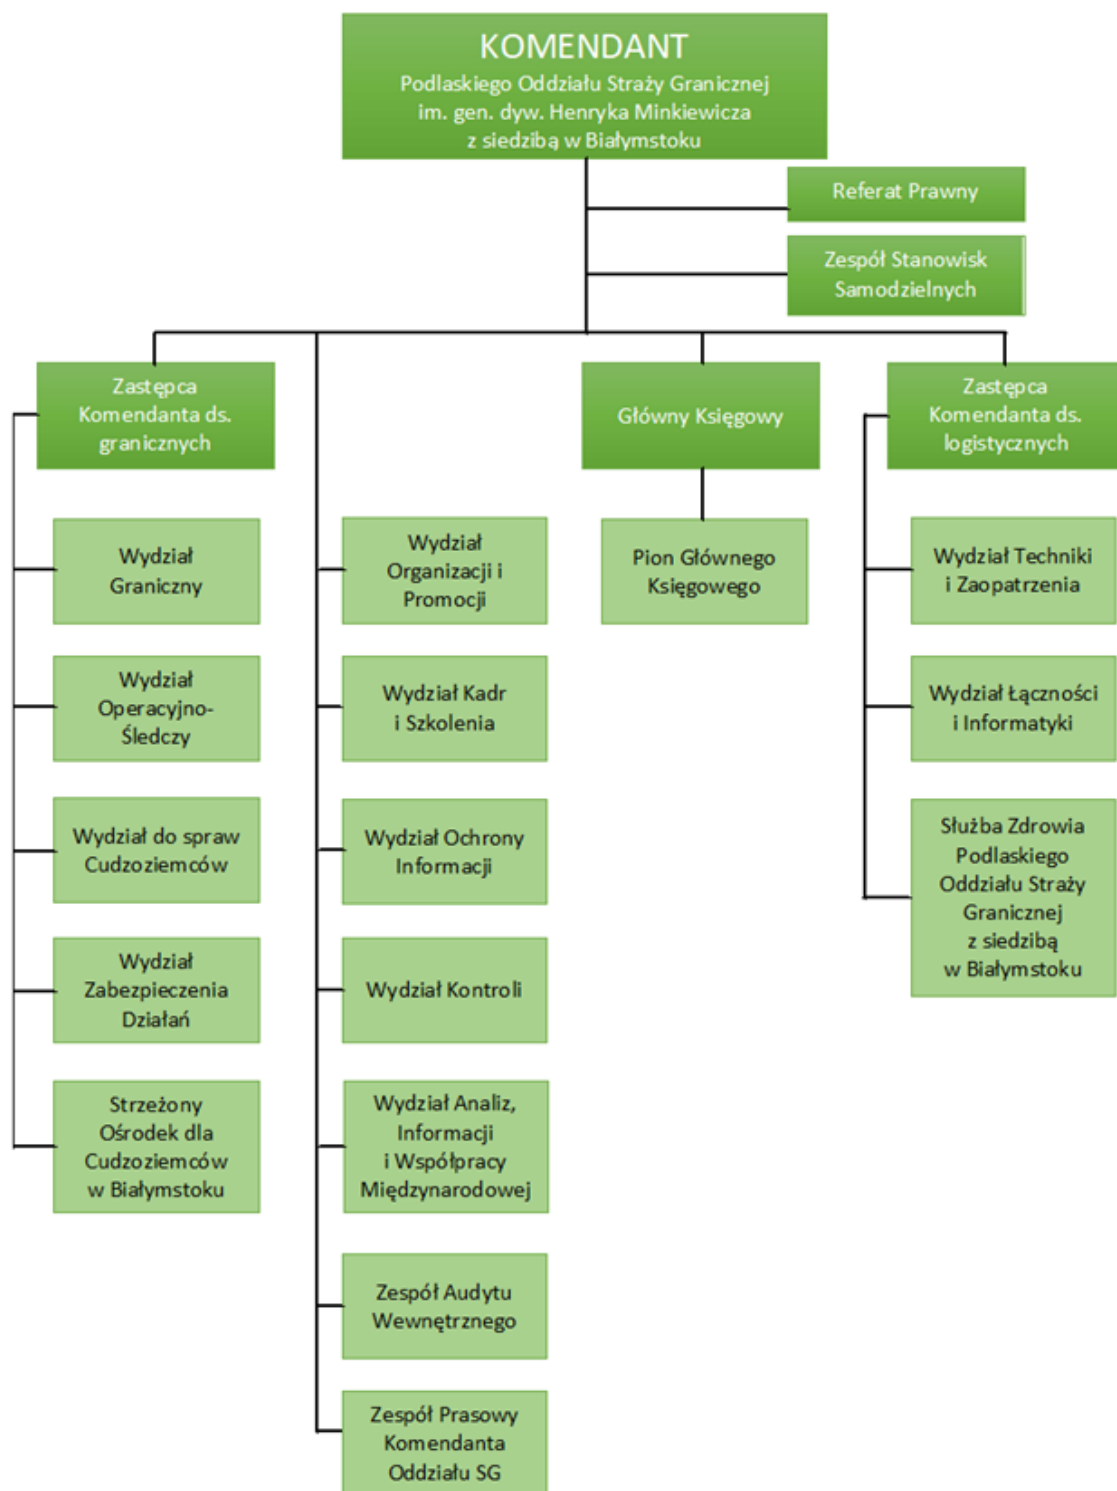 KOMENDANT
Podlaskiego Oddziału Straży Granicznej
im. gen. dyw. Henryka Minkiewicza
z siedzibą w Białymstoku
Referat Prawny
Zespół Stanowisk
Samodzielnych
Zastępca
Komendanta ds.
granicznych
Główny Księgowy
Zastępca
Komendanta ds.
logistycznych
Wydział
Graniczny
Wydział
Operacyjno-
Śledczy
Wydział do spraw
Cudzoziemców
Wydział
Zabezpieczenia
Działań
Strzeżony
Ośrodek dla
Cudzoziemców
w Białymstoku
Wydział
Organizacji i
Promocji
Wydział Kadr
i Szkolenia
Wydział Ochrony
Informacji
Wydział Kontroli
Wydział Analiz,
Informacji
i Współpracy
Międzynarodowej
Zespół Audytu
Wewnętrznego
Zespół Prasowy
Komendanta
Oddziału SG
Pion Głównego
Księgowego
Wydział Techniki
i Zaopatrzenia
Wydział Łączności
i Informatyki
Służba Zdrowia
Podlaskiego
Oddziału Straży
Granicznej
z siedzibą
w Białymstoku